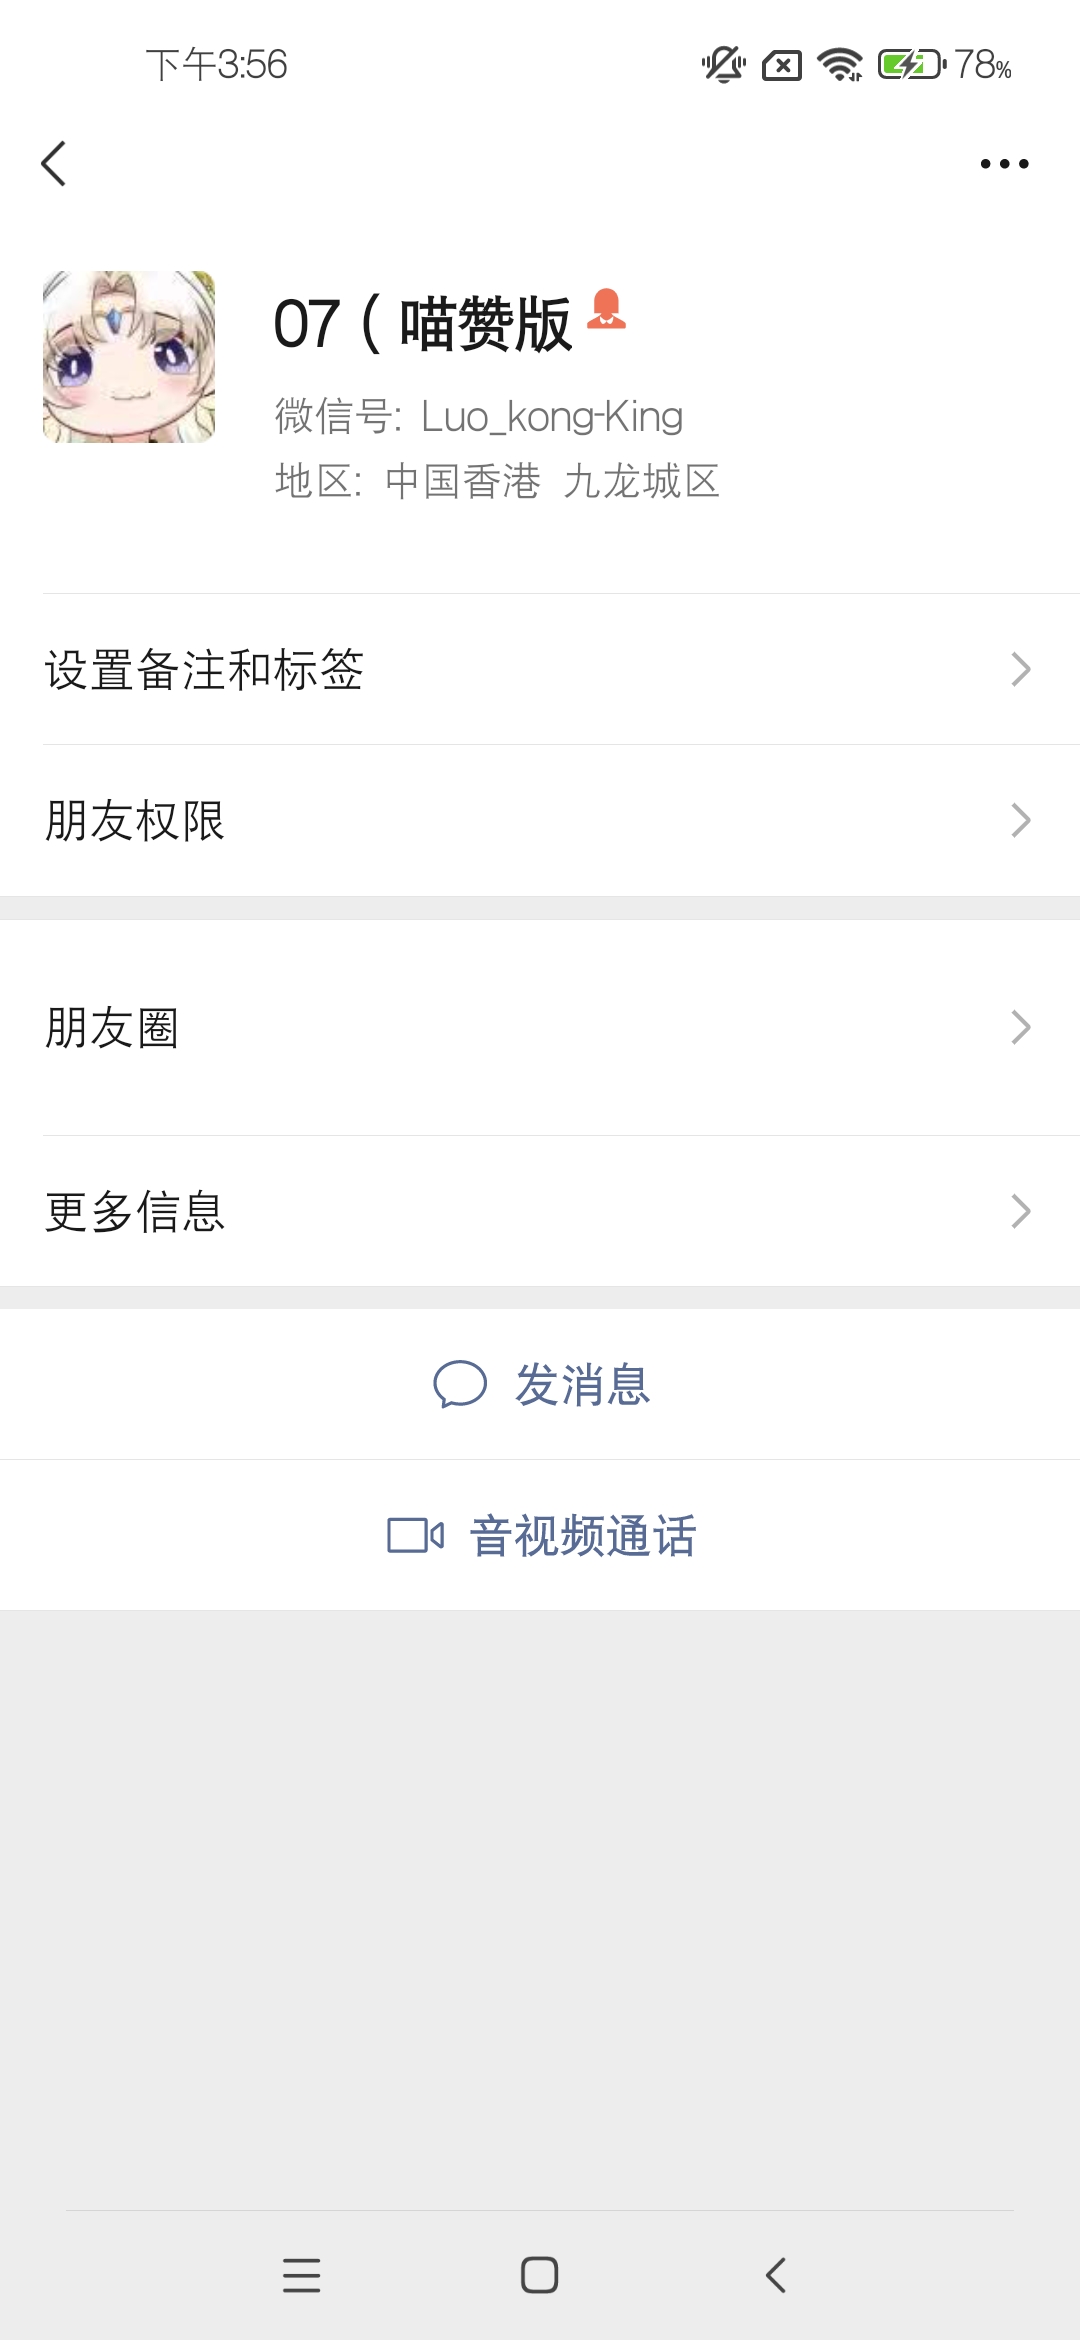 下午3:56
78%
07 ( 喵赞版
微信号: Luo_kong-King
地区: 中国香港 九龙城区
设置备注和标签
朋友权限
朋友圈
更多信息
发消息
音视频通话